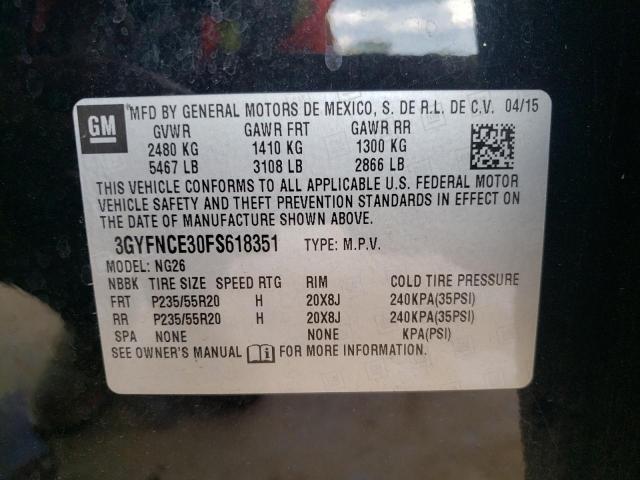 GM
MFD BY GENERAL MOTORS DE MEXICO, S. DE R.L. DE C.V. 04/15
GVWR GAWR FRT GAWR RR
2480 KG 1410 KG 1300 KG
5467 LB 3108 LB 2866 LB
THIS VEHICLE CONFORMS TO ALL APPLICABLE U.S. FEDERAL MOTOR
VEHICLE SAFETY AND THEFT PREVENTION STANDARDS IN EFFECT ON
THE DATE OF MANUFACTURE SHOWN ABOVE.
3GYFNCE30FS618351 TYPE: M.P.V.
MODEL: NG26
NBBK TIRE SIZE SPEED RTG RIM COLD TIRE PRESSURE
FRT P235/55R20 H 20X8J 240KPA(35PSI)
RR P235/55R20 H 20X8J 240KPA(35PSI)
SPA NONE NONE KPA(PSI)
SEE OWNER'S MANUAL FOR MORE INFORMATION.